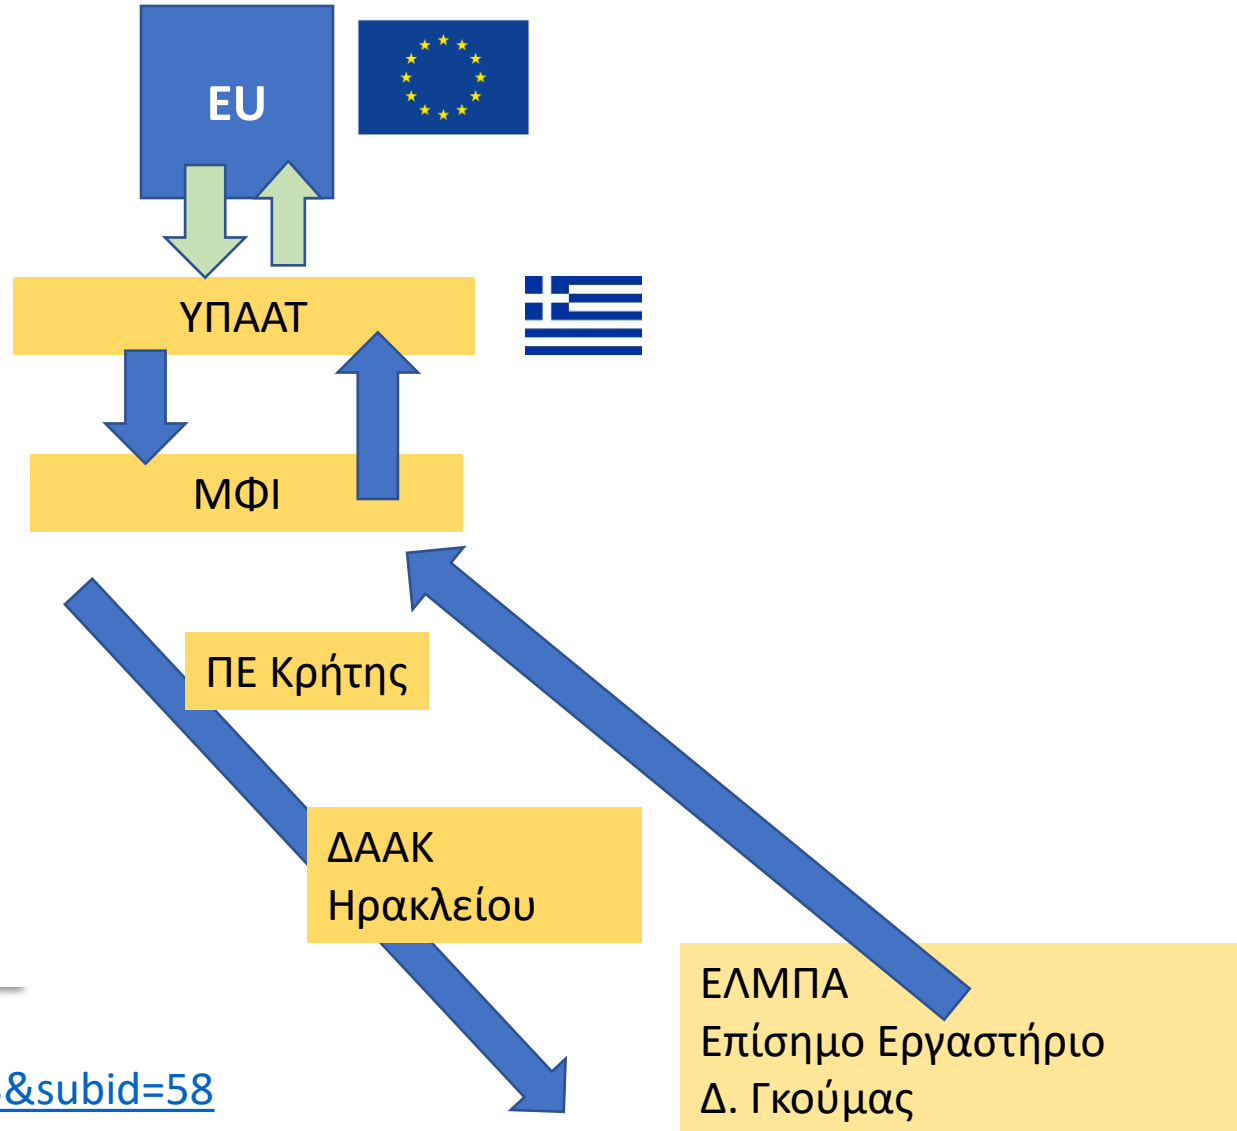 EU
ΥΠΑΑΤ
ΜΦΙ
ΠΕ Κρήτης
ΔΑΑΚ
Ηρακλείου
ΕΛΜΠΑ
Επίσημο Εργαστήριο
Δ. Γκούμας
&subid=58